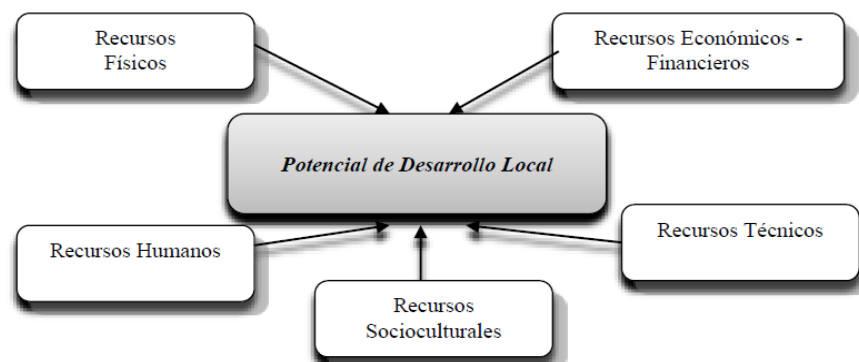 Recursos
Físicos
Recursos Económicos -
Financieros
Potencial de Desarrollo Local
Recursos Humanos
Recursos Técnicos
Recursos
Socioculturales